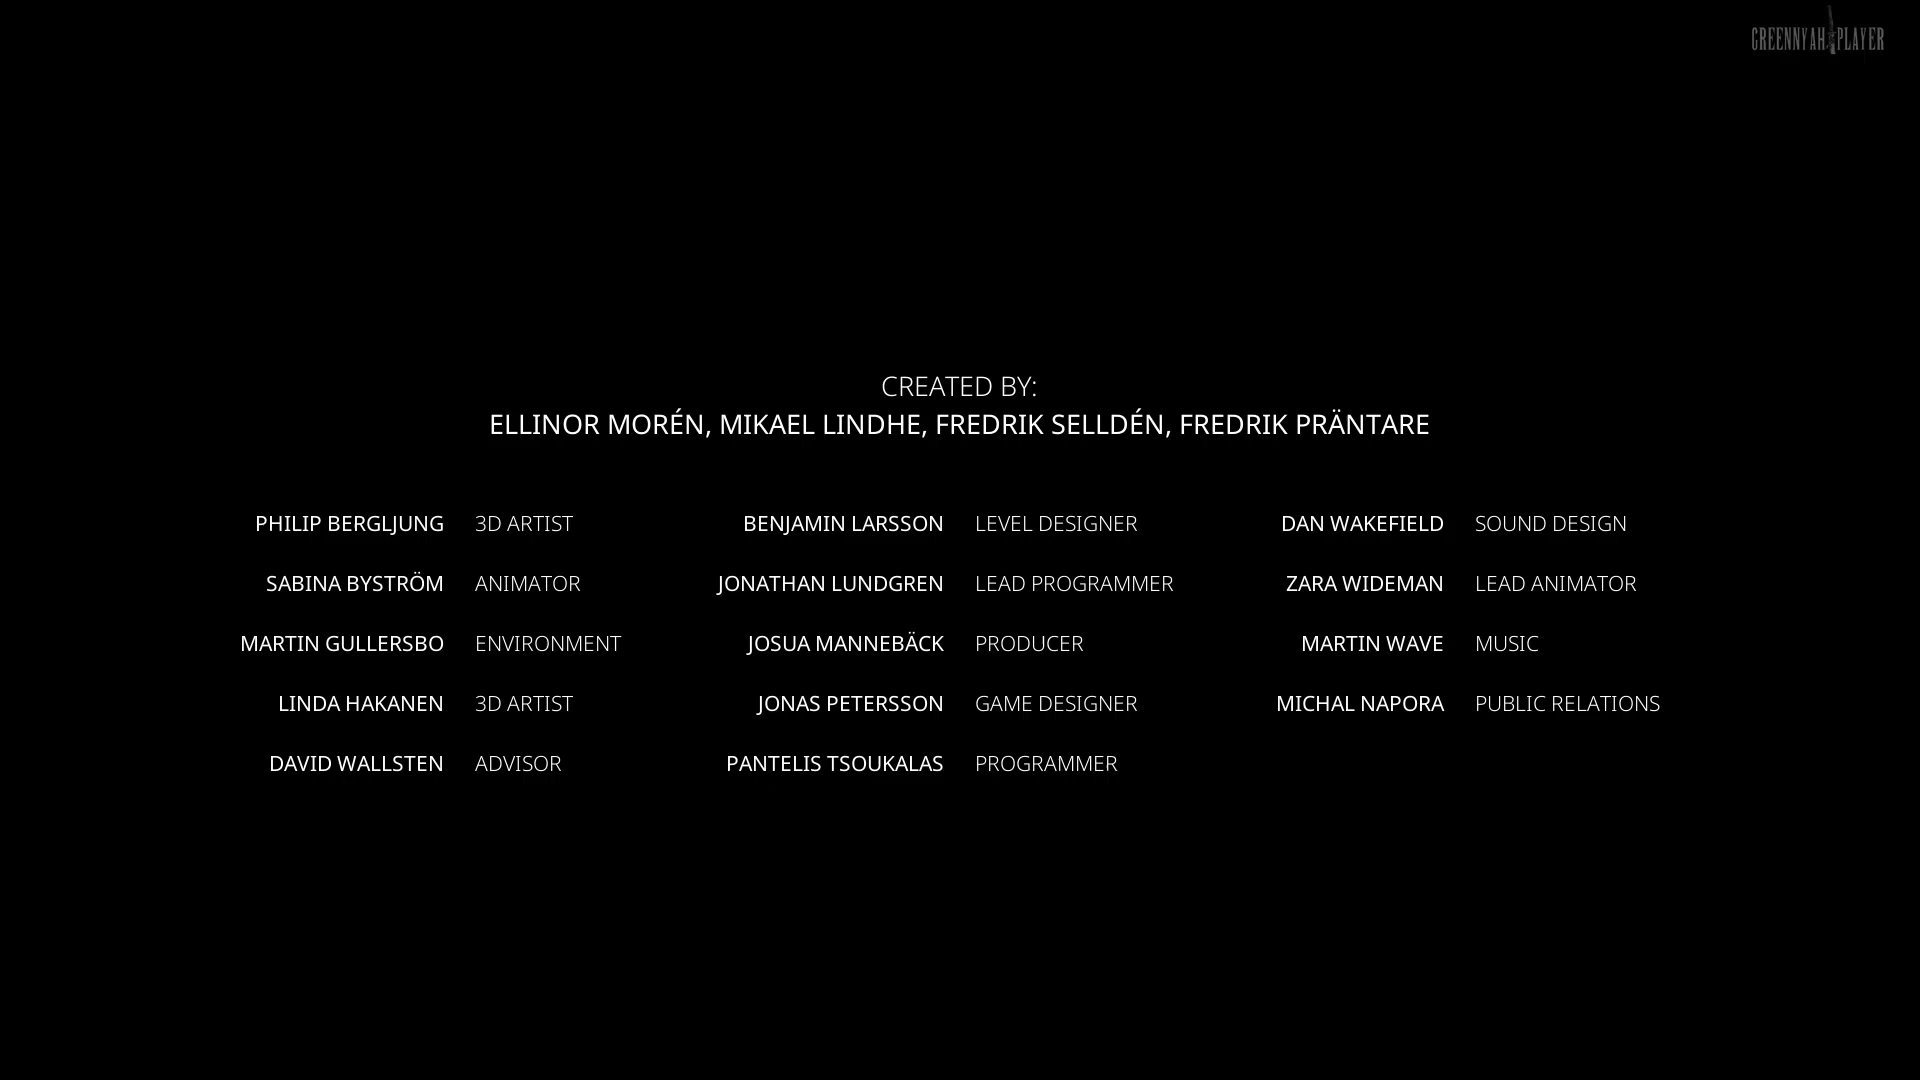 GREENNYAH PLAYER
CREATED BY:
ELLINOR MORÉN, MIKAEL LINDHE, FREDRIK SELLDÉN, FREDRIK PRÄNTARE
PHILIP BERGLJUNG 3D ARTIST
SABINA BYSTRÖM ANIMATOR
MARTIN GULLERSBO ENVIRONMENT
LINDA HAKANEN 3D ARTIST
DAVID WALLSTEN ADVISOR
BENJAMIN LARSSON LEVEL DESIGNER
JONATHAN LUNDGREN LEAD PROGRAMMER
JOSUA MANNEBÄCK PRODUCER
JONAS PETERSSON GAME DESIGNER
PANTELIS TSOUKALAS PROGRAMMER
DAN WAKEFIELD SOUND DESIGN
ZARA WIDEMAN LEAD ANIMATOR
MARTIN WAVE MUSIC
MICHAL NAPORA PUBLIC RELATIONS